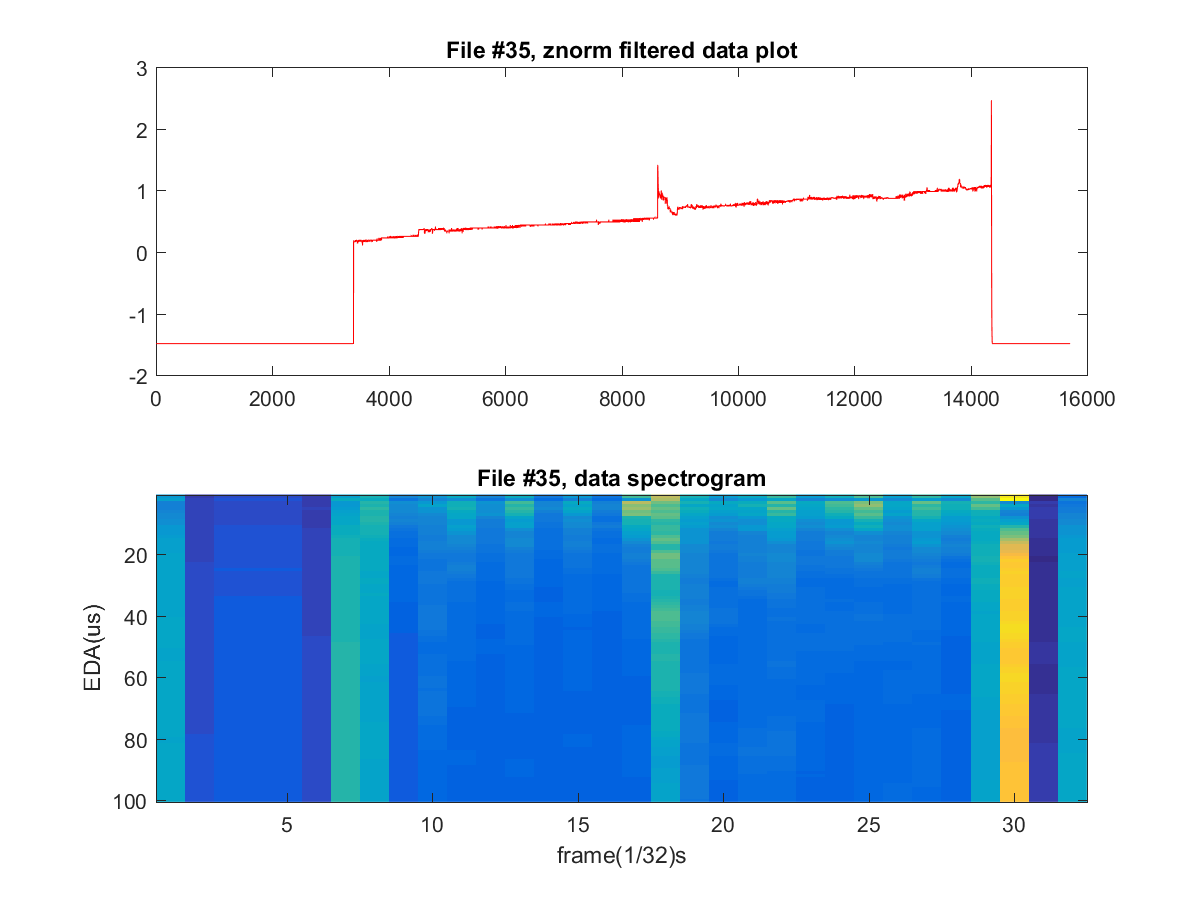 File #35, znorm filtered data plot
3
2
1
0
-1
-2
0 2000 4000 6000 8000 10000 12000 14000 16000
File #35, data spectrogram
EDA(us)
20
40
60
80
100
5 10 15 20 25 30
frame(1/32)s